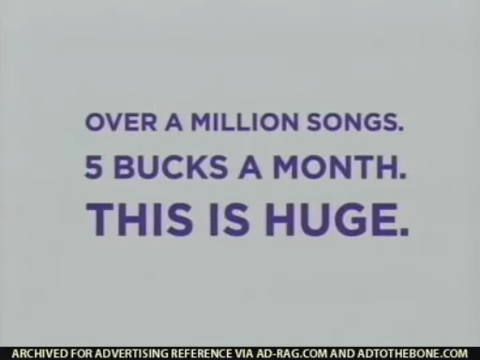 OVER A MILLION SONGS.
5 BUCKS A MONTH.
THIS IS HUGE.
ARCHIVED FOR ADVERTISING REFERENCE VIA AD-RAG.COM AND ADTOTHEBONE.COM